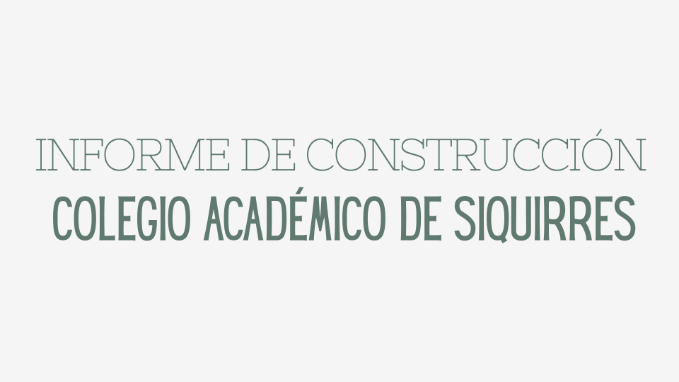 INFORME DE CONSTRUCCIÓN
COLEGIO ACADÉMICO DE SIQUIRRES